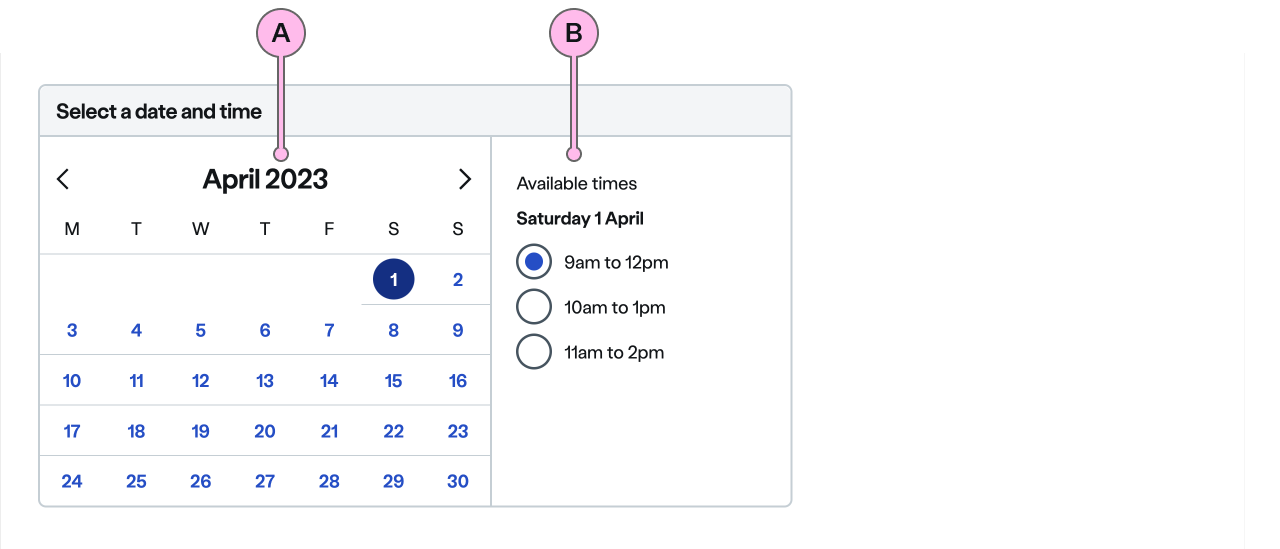 A
B
Select a date and time
April 2023
M T W T F S S
1 2
3 4 5 6 7 8 9
10 11 12 13 14 15 16
17 18 19 20 21 22 23
24 25 26 27 28 29 30
Available times
Saturday 1 April
9am to 12pm
10am to 1pm
11am to 2pm